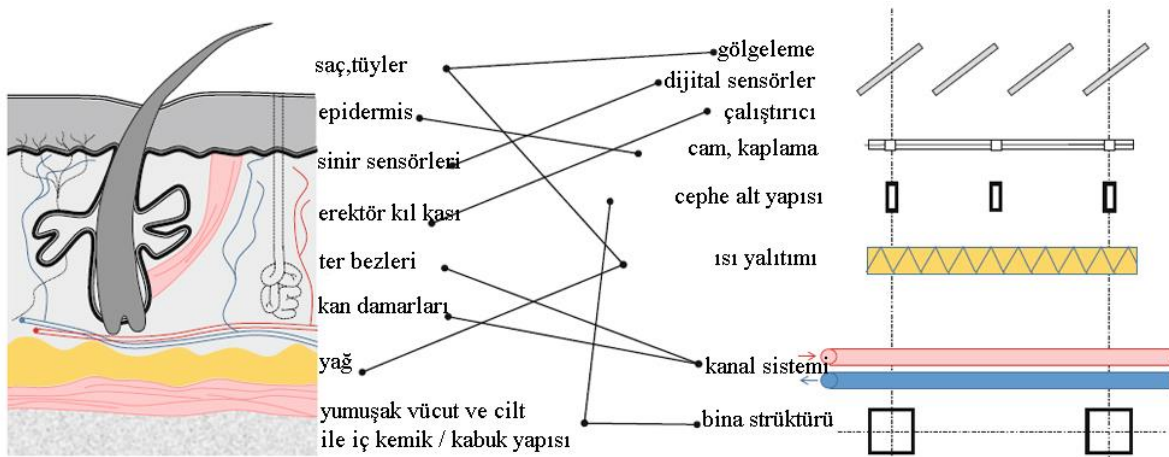 saç,tüyler
epidermis
sinir sensörleri
erektör kıl kası
ter bezleri
kan damarları
yağ
yumuşak vücut ve cilt
ile iç kemik / kabuk yapısı
gölgeleme
dijital sensörler
çalıştırıcı
cam, kaplama
cephe alt yapısı
ısı yalıtımı
kanal sistemi
bina strüktürü